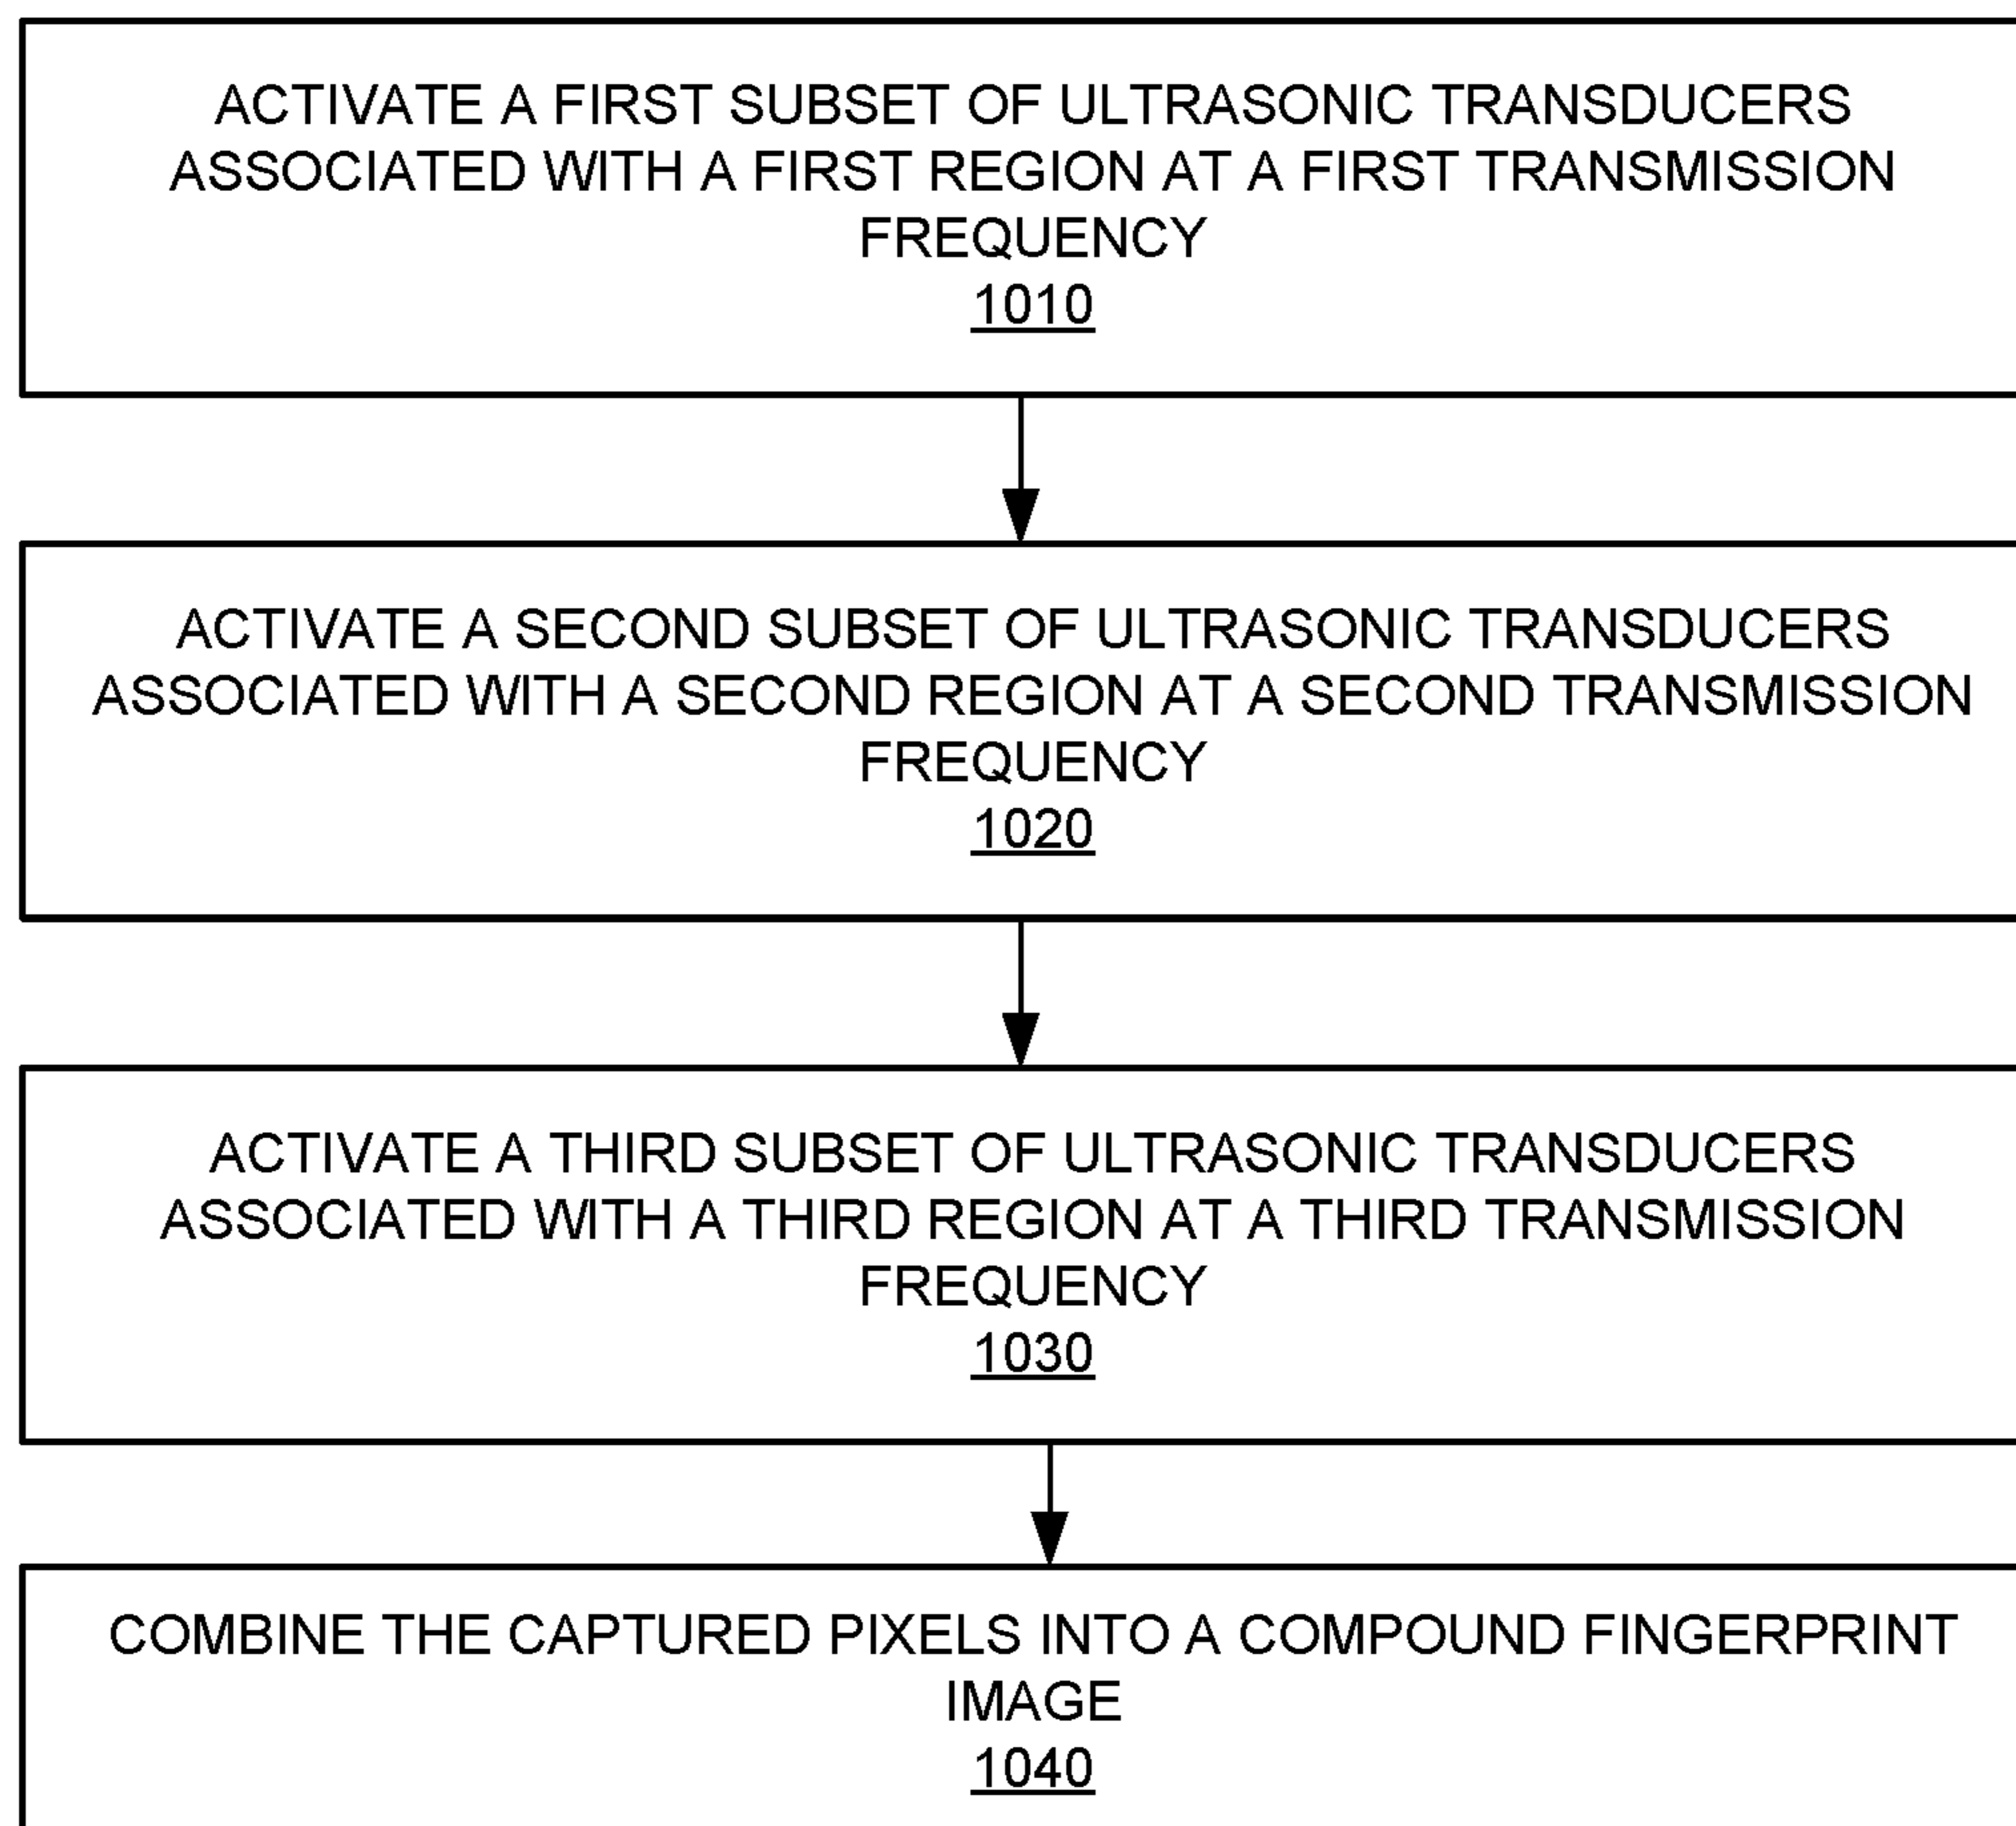 ACTIVATE A FIRST SUBSET OF ULTRASONIC TRANSDUCERS
ASSOCIATED WITH A FIRST REGION AT A FIRST TRANSMISSION
FREQUENCY
1010
ACTIVATE A SECOND SUBSET OF ULTRASONIC TRANSDUCERS
ASSOCIATED WITH A SECOND REGION AT A SECOND TRANSMISSION
FREQUENCY
1020
ACTIVATE A THIRD SUBSET OF ULTRASONIC TRANSDUCERS
ASSOCIATED WITH A THIRD REGION AT A THIRD TRANSMISSION
FREQUENCY
1030
COMBINE THE CAPTURED PIXELS INTO A COMPOUND FINGERPRINT
IMAGE
1040